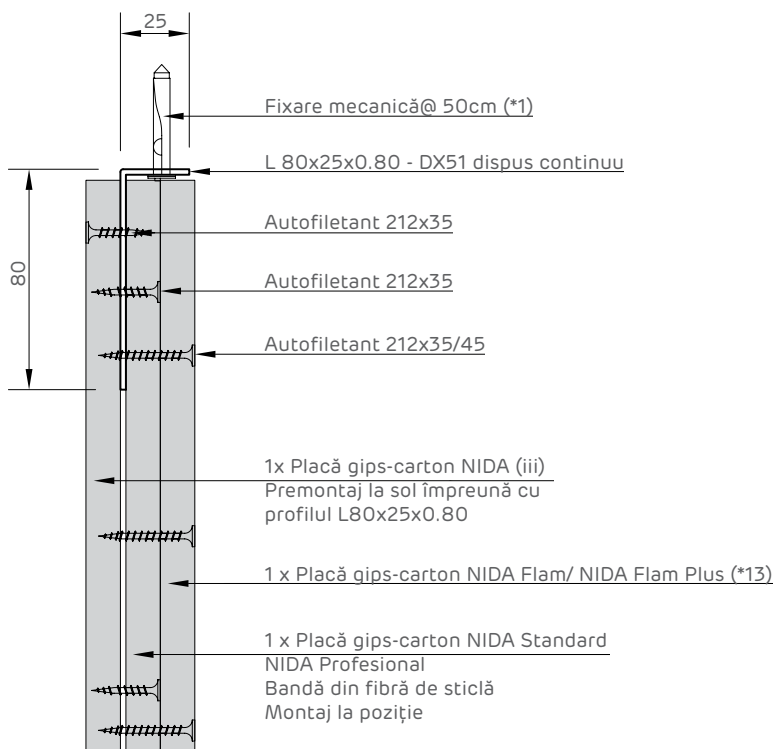 25
Fixare mecanică@ 50cm (*1)
L 80x25x0.80 - DX51 dispus continuu
Autofiletant 212x35
80
Autofiletant 212x35
Autofiletant 212x35/45
1x Placă gips-carton NIDA (iii)
Premontaj la sol împreună cu
profilul L80x25x0.80
1 x Placă gips-carton NIDA Flam/ NIDA Flam Plus (*13)
1 x Placă gips-carton NIDA Standard
NIDA Profesional
Bandă din fibră de sticlă
Montaj la poziție